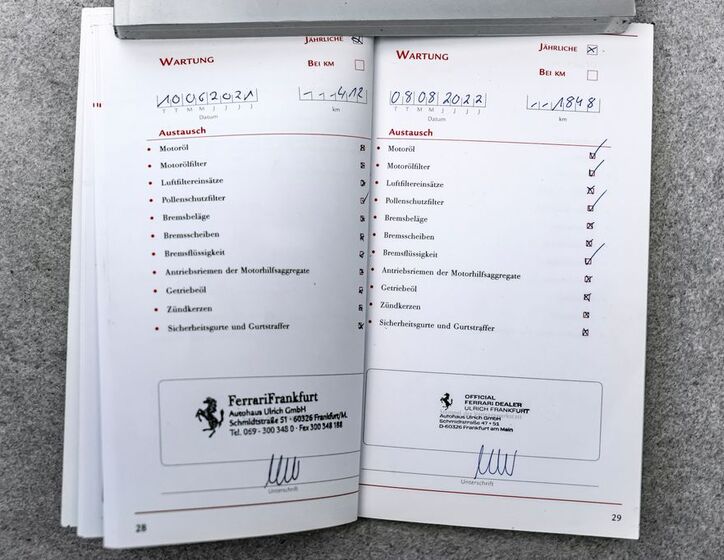 Wartung
Jährliche
Bei km
10062021
412
T T M M J J J J
Datum
km
Austausch
Motoröl
Motorölfilter
Luftfiltereinsätze
Pollenschutzfilter
Bremsbeläge
Bremsscheiben
Bremsflüssigkeit
Antriebsriemen der Motorhilfsaggregate
Getriebeöl
Zündkerzen
Sicherheitsgurte und Gurtstraffer
FerrariFrankfurt
Autohaus Ulrich GmbH
Schmidtstraße 51 · 60326 Frankfurt/M.
Tel. 069 - 300 348 0 · Fax 300 348 188
Unterschrift
28
Wartung
Jährliche
Bei km
08082022
1848
T T M M J J J J
Datum
km
Austausch
Motoröl
Motorölfilter
Luftfiltereinsätze
Pollenschutzfilter
Bremsbeläge
Bremsscheiben
Bremsflüssigkeit
Antriebsriemen der Motorhilfsaggregate
Getriebeöl
Zündkerzen
Sicherheitsgurte und Gurtstraffer
OFFICIAL
FERRARI DEALER
ULRICH FRANKFURT
Autohaus Ulrich GmbH
Schmidtstraße 47 + 51
D-60326 Frankfurt am Main
Unterschrift
29